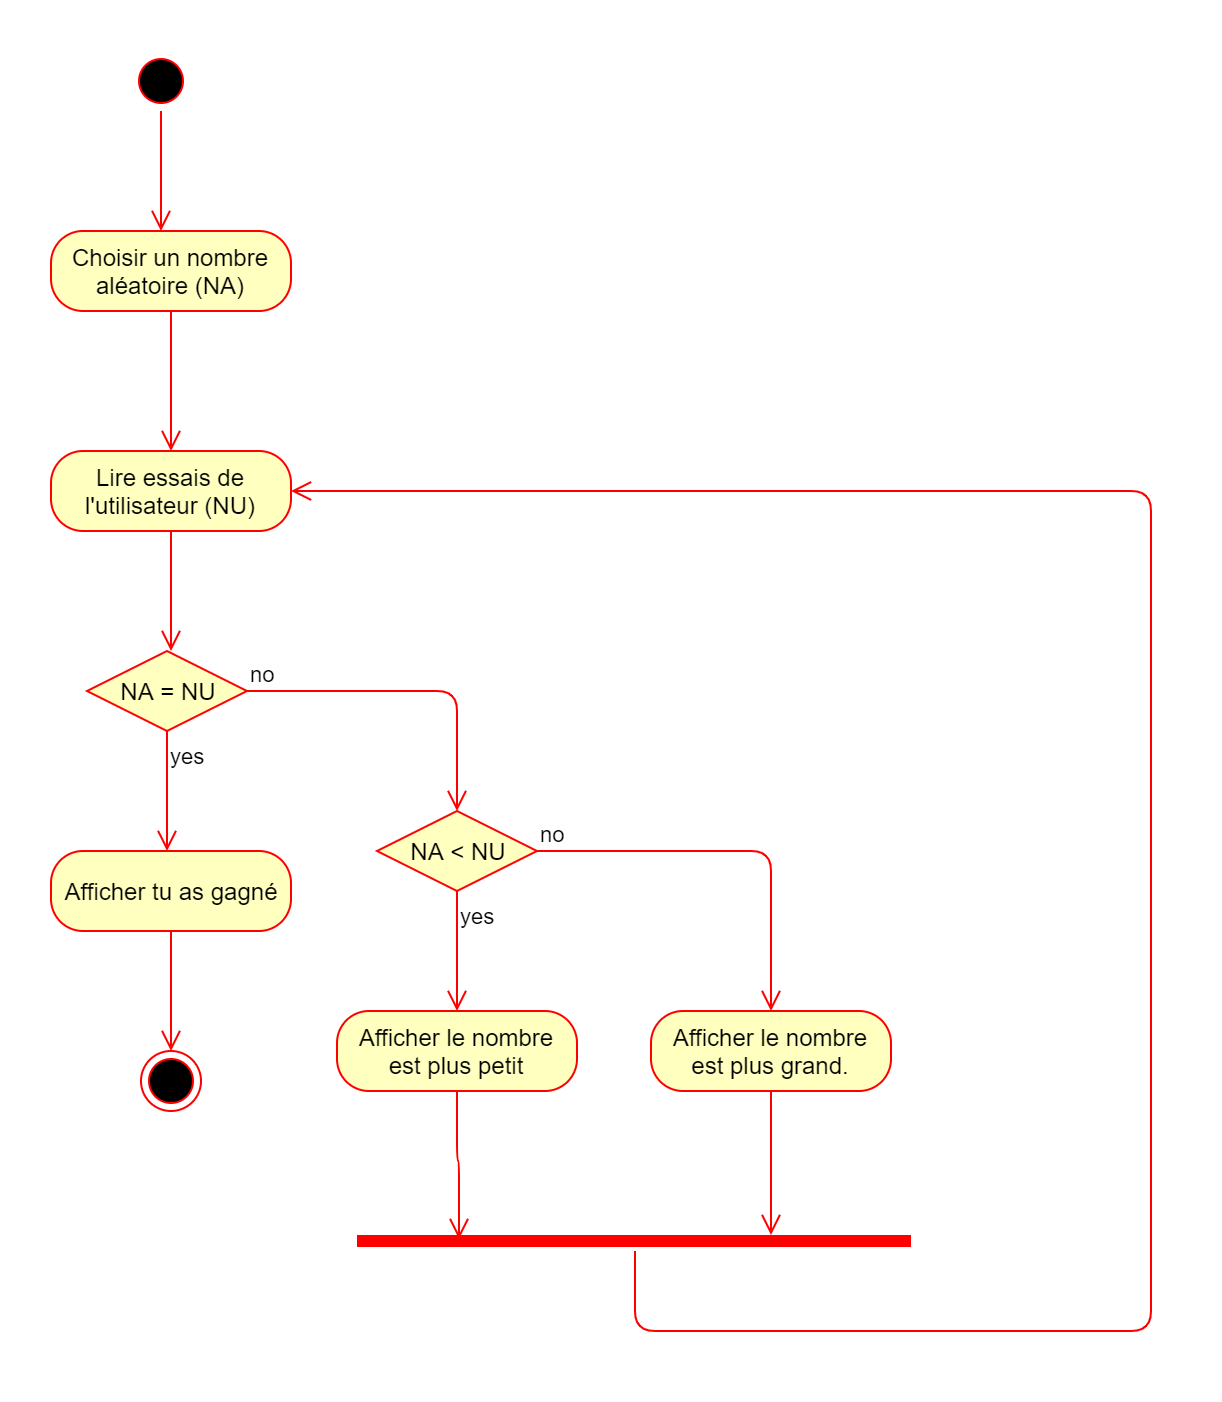 Choisir un nombre
aléatoire (NA)
Lire essais de
l'utilisateur (NU)
NA = NU
no
yes
NA < NU
no
yes
Afficher tu as gagné
Afficher le nombre
est plus petit
Afficher le nombre
est plus grand.